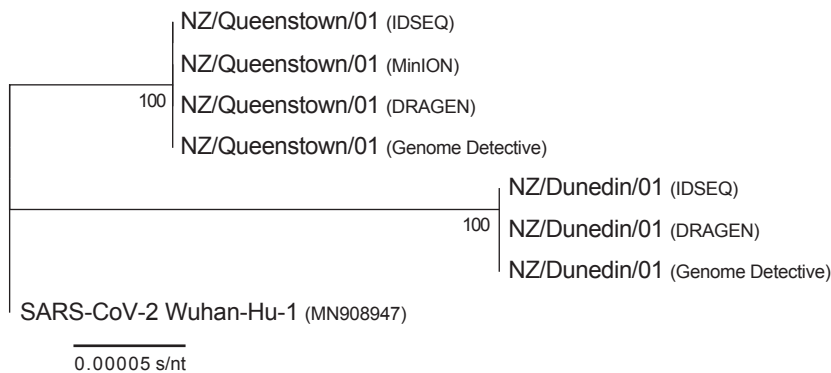 NZ/Queenstown/01 (IDSEQ)
NZ/Queenstown/01 (MinION)
100 NZ/Queenstown/01 (DRAGEN)
NZ/Queenstown/01 (Genome Detective)
NZ/Dunedin/01 (IDSEQ)
100 NZ/Dunedin/01 (DRAGEN)
NZ/Dunedin/01 (Genome Detective)
SARS-CoV-2 Wuhan-Hu-1 (MN908947)
0.00005 s/nt